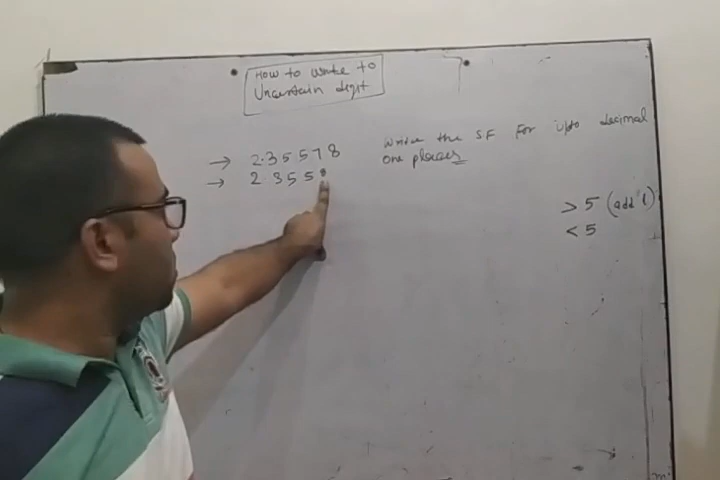 How to write to
Uncertain digit
→ 2.35578
→ 2 3558
Write the SF For upto decimal
one places
> 5 (add 1)
< 5